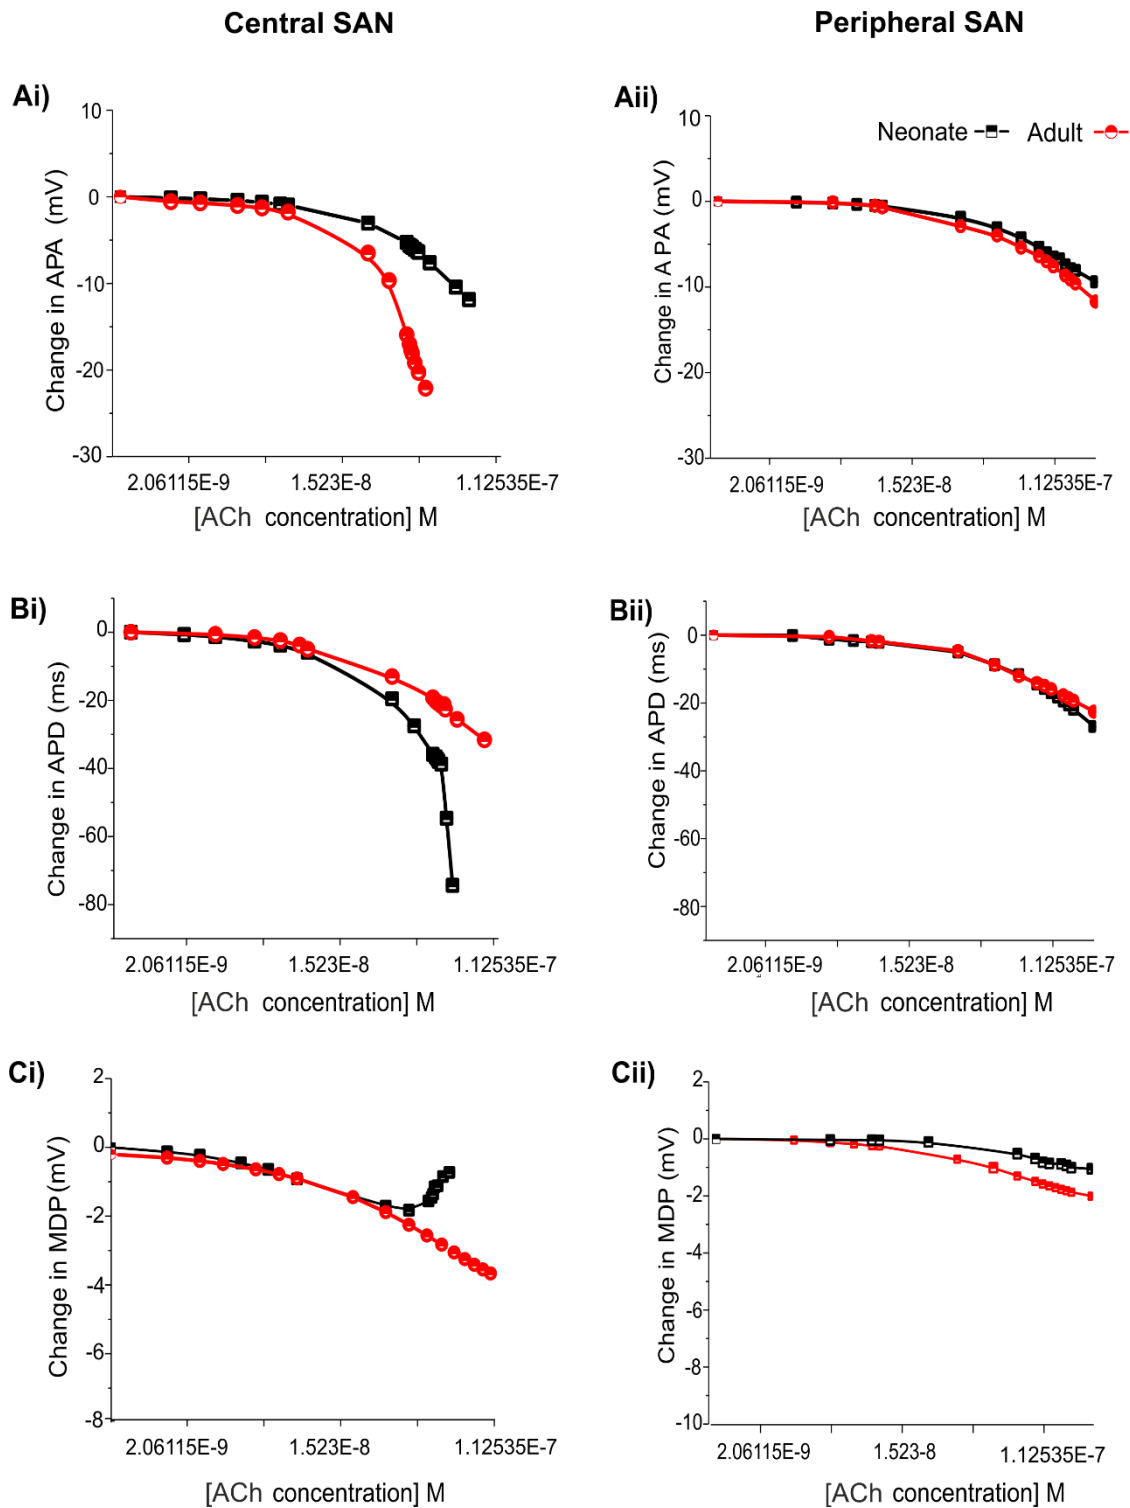 Central SAN
Peripheral SAN
Ai)
10
0
-10
-20
-30
Change in APA (mV)
2.06115E-9 1.523E-8 1.12535E-7
[ACh concentration] M
Aii)
Neonate Adult
10
0
-10
-20
-30
Change in A PA (mV)
2.06115E-9 1.523E-8 1.12535E-7
[ACh concentration] M
Bi)
0
-20
-40
-60
-80
Change in APD (ms)
2.06115E-9 1.523E-8 1.12535E-7
[ACh concentration] M
Bii)
0
-20
-40
-60
-80
Change in APD (ms)
2.06115E-9 1.523E-8 1.12535E-7
[ACh concentration] M
Ci)
2
0
-2
-4
-6
-8
Change in MDP (mV)
2.06115E-9 1.523E-8 1.12535E-7
[ACh concentration] M
Cii)
2
0
-2
-4
-6
-8
-10
Change in MDP (mV)
2.06115E-9 1.523-8 1.12535E-7
[ACh concentration] M